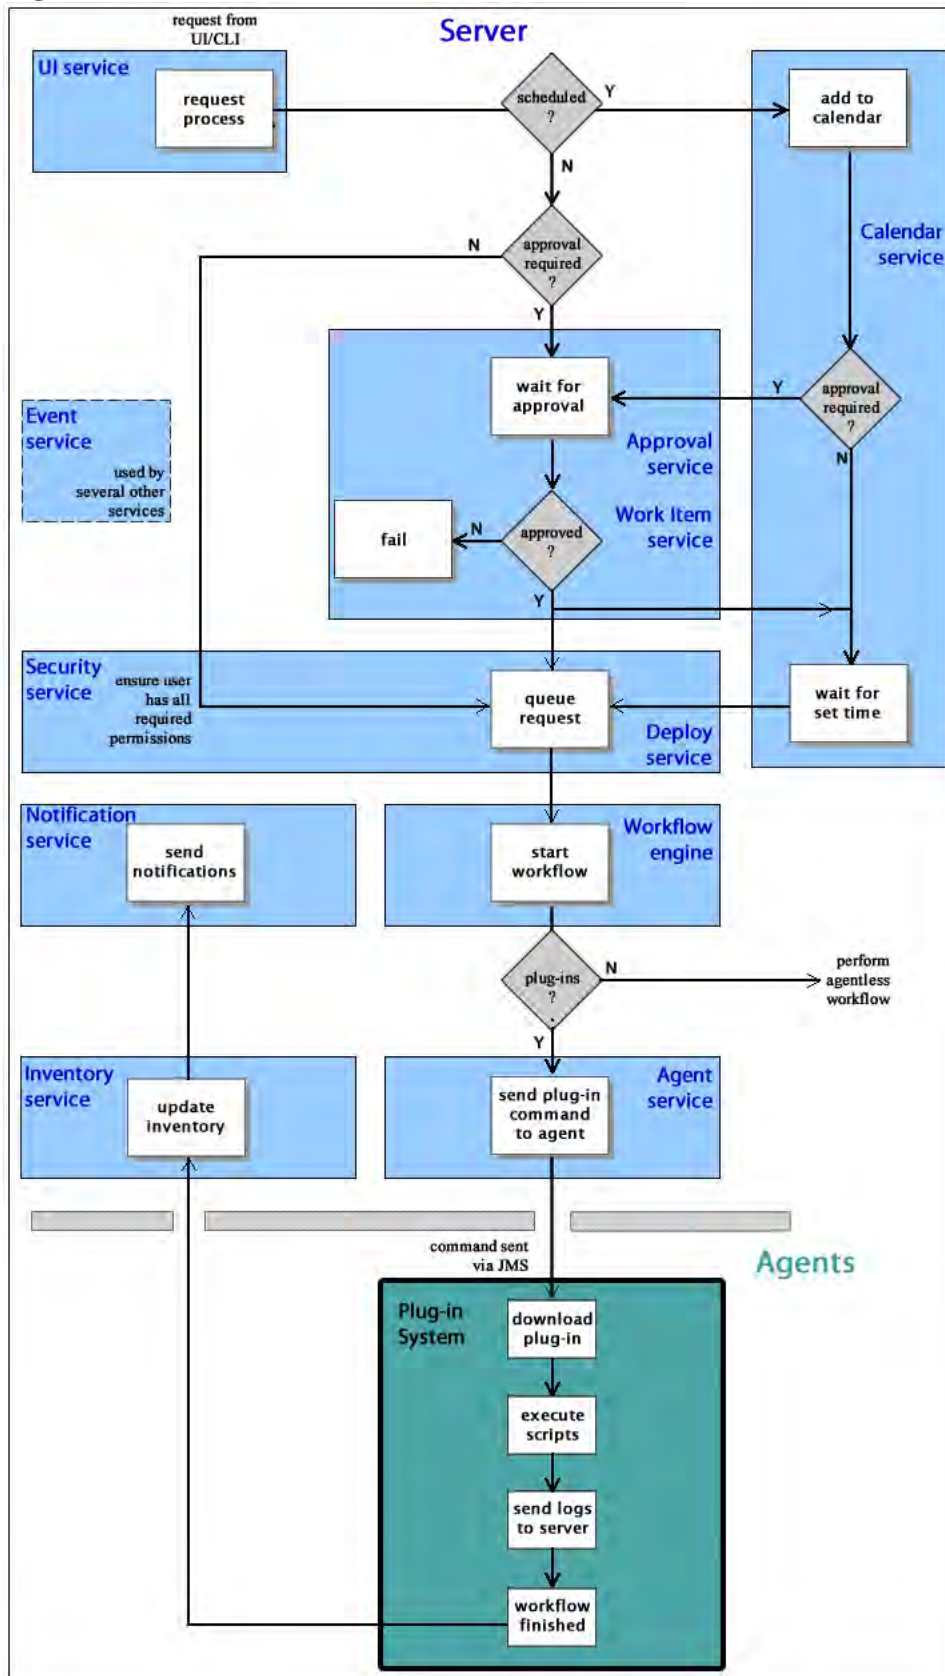 request from
UI/CLI
Server
UI service
request
process
scheduled
?
Y
add to
calendar
N
N
approval
required
?
Calendar
service
Y
wait for
approval
Y
approval
required
?
Event
service
used by
several other
services
Approval
service
N
fail
N
approved
?
Work Item
service
Y
Security
service
ensure user
has all
required
permissions
queue
request
wait for
set time
Deploy
service
Notification
service
send
notifications
start
workflow
Workflow
engine
plug-ins
?
N
perform
agentless
workflow
Y
Inventory
service
update
inventory
send plug-in
command
to agent
Agent
service
command sent
via JMS
Agents
Plug-in
System
download
plug-in
execute
scripts
send logs
to server
workflow
finished